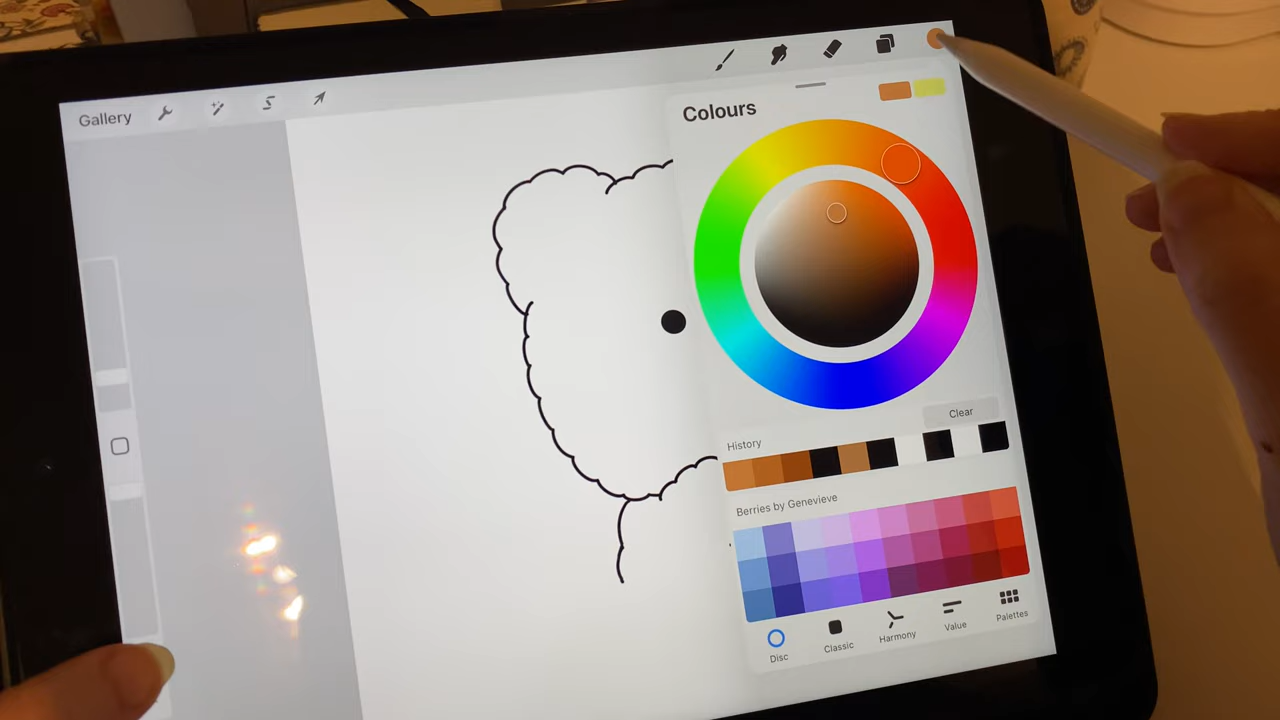 Gallery
Colours
Clear
History
Berries by Genevieve
Disc
Classic
Harmony
Value
Palettes